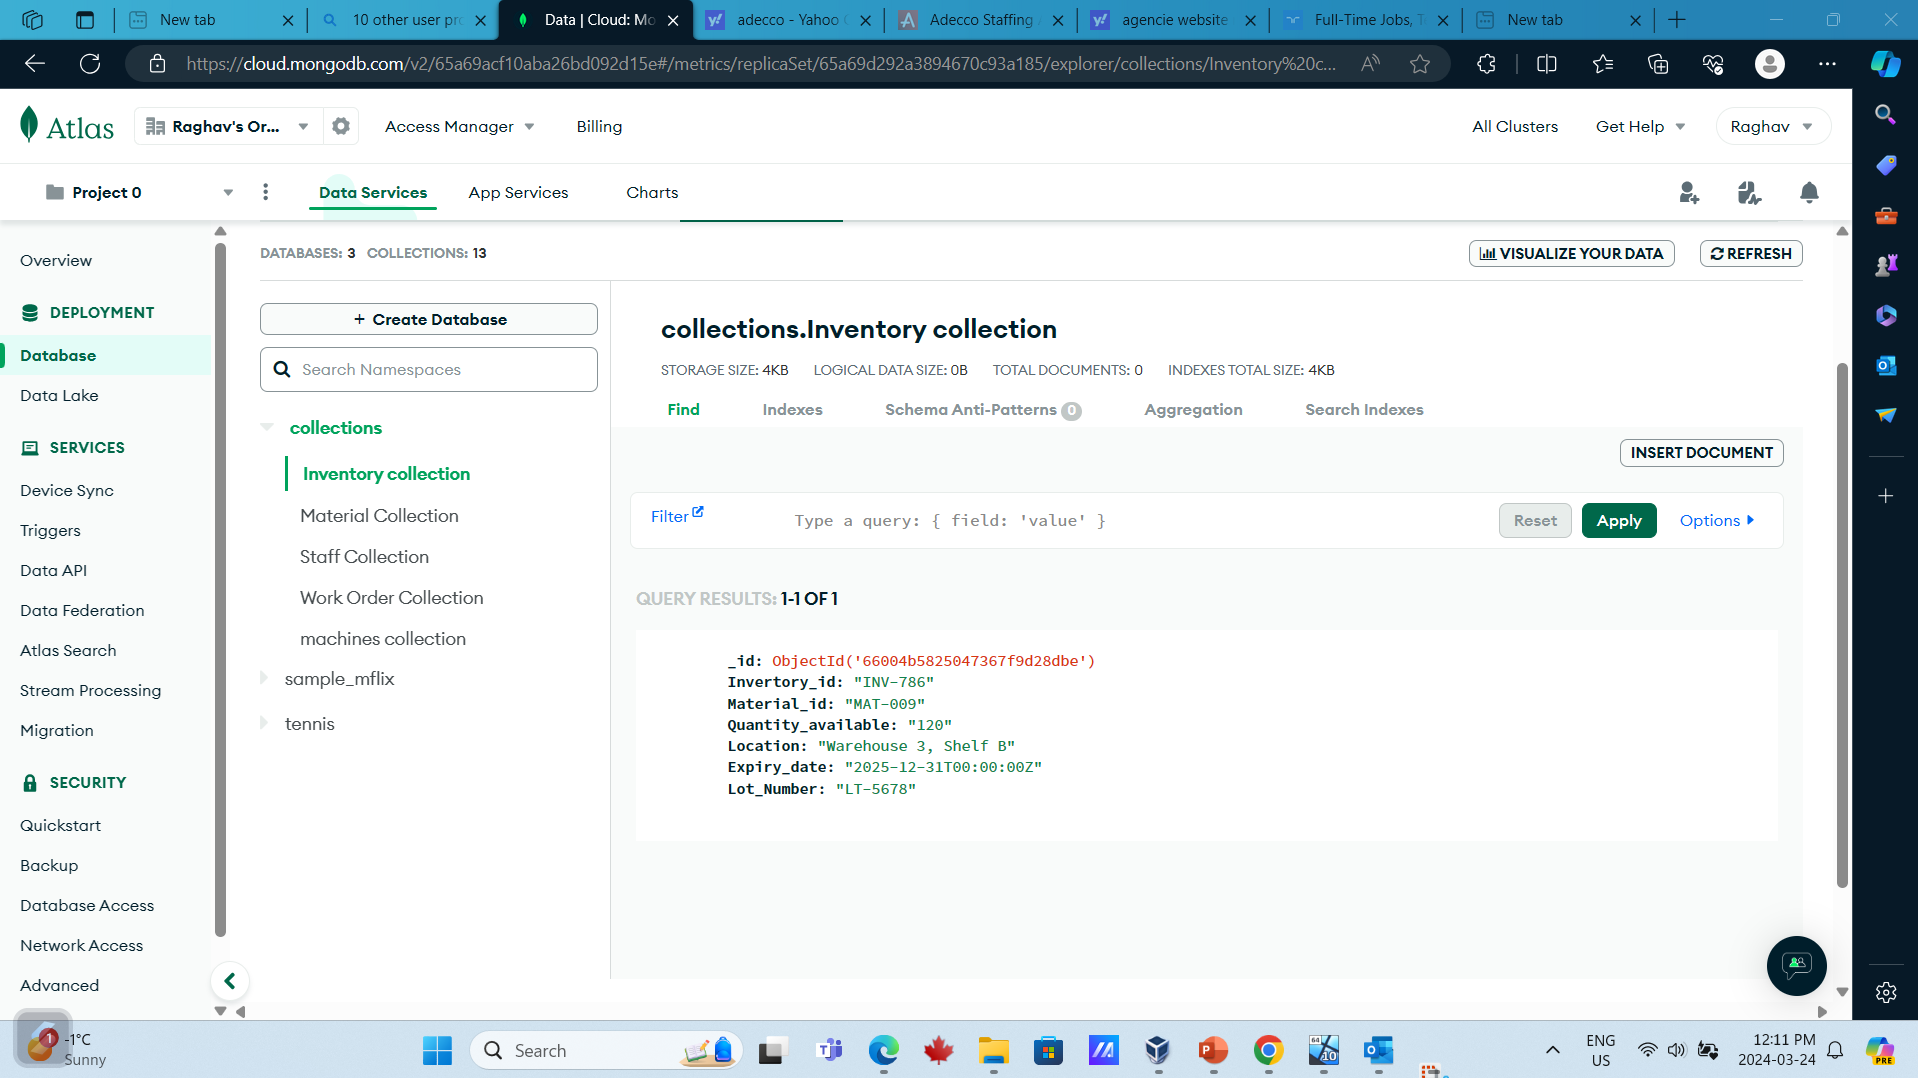 New tab
10 other user pro
Data | Cloud: Mo
adecco - Yahoo
Adecco Staffing
agencie website
Full-Time Jobs, T
New tab
https://cloud.mongodb.com/v2/65a69acf10aba26bd092d15e#/metrics/replicaSet/65a69d292a3894670c93a185/explorer/collections/Inventory%20c...
Atlas
Raghav's Or...
Access Manager
Billing
All Clusters
Get Help
Raghav
Project 0
Data Services
App Services
Charts
DATABASES: 3 COLLECTIONS: 13
VISUALIZE YOUR DATA
REFRESH
Overview
DEPLOYMENT
Database
Data Lake
SERVICES
Device Sync
Triggers
Data API
Data Federation
Atlas Search
Stream Processing
Migration
SECURITY
Quickstart
Backup
Database Access
Network Access
Advanced
+ Create Database
Search Namespaces
collections
Inventory collection
Material Collection
Staff Collection
Work Order Collection
machines collection
sample_mflix
tennis
collections.Inventory collection
STORAGE SIZE: 4KB LOGICAL DATA SIZE: 0B TOTAL DOCUMENTS: 0 INDEXES TOTAL SIZE: 4KB
Find
Indexes
Schema Anti-Patterns 0
Aggregation
Search Indexes
INSERT DOCUMENT
Filter
Type a query: { field: 'value' }
Reset
Apply
Options
QUERY RESULTS: 1-1 OF 1
_id: ObjectId('66004b5825047367f9d28dbe')
Invertory_id: "INV-786"
Material_id: "MAT-009"
Quantity_available: "120"
Location: "Warehouse 3, Shelf B"
Expiry_date: "2025-12-31T00:00:00Z"
Lot_Number: "LT-5678"
1
-1°C
Sunny
Search
64
10
ENG
US
12:11 PM
2024-03-24
PRE